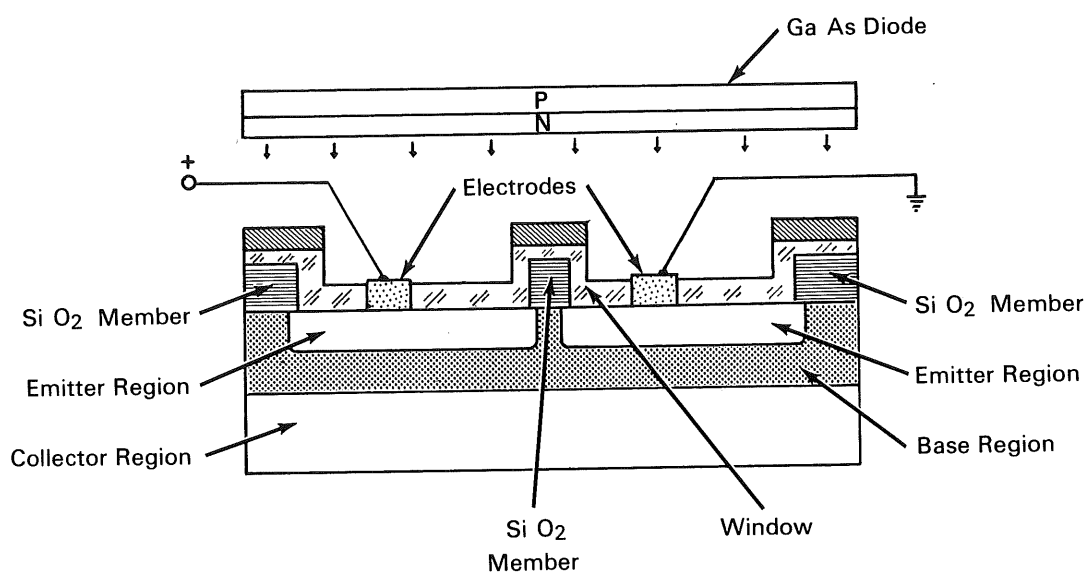 Ga As Diode
P
N
+
Electrodes
Si O2 Member
Si O2 Member
Emitter Region
Emitter Region
Collector Region
Base Region
Si O2
Member
Window